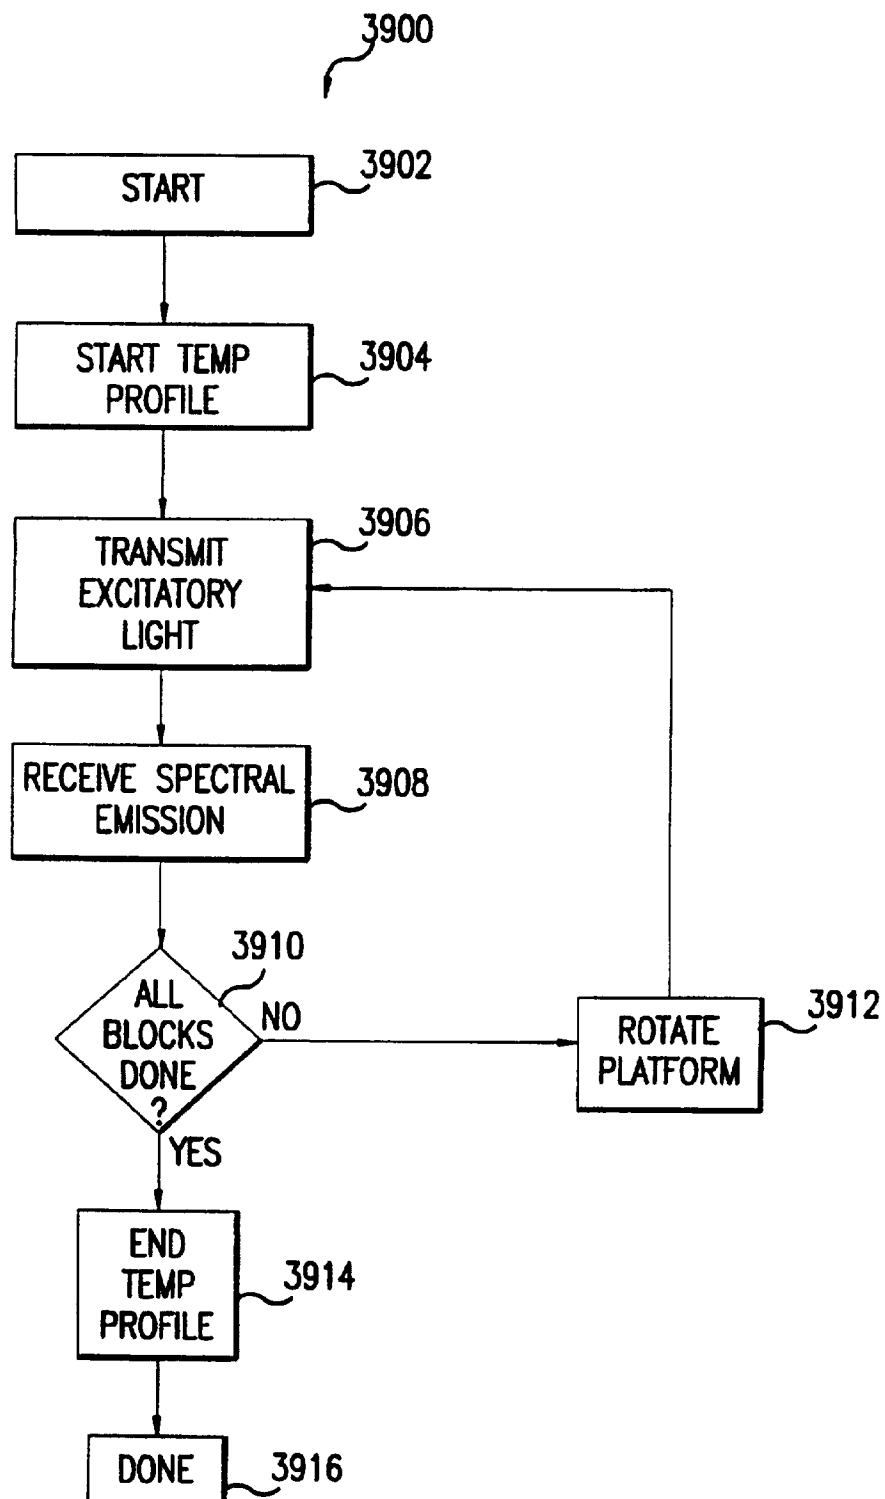 3900
START
3902
START TEMP
PROFILE
3904
TRANSMIT
EXCITATORY
LIGHT
3906
RECEIVE SPECTRAL
EMISSION
3908
ALL
BLOCKS
DONE
?
3910
NO
ROTATE
PLATFORM
3912
YES
END
TEMP
PROFILE
3914
DONE
3916